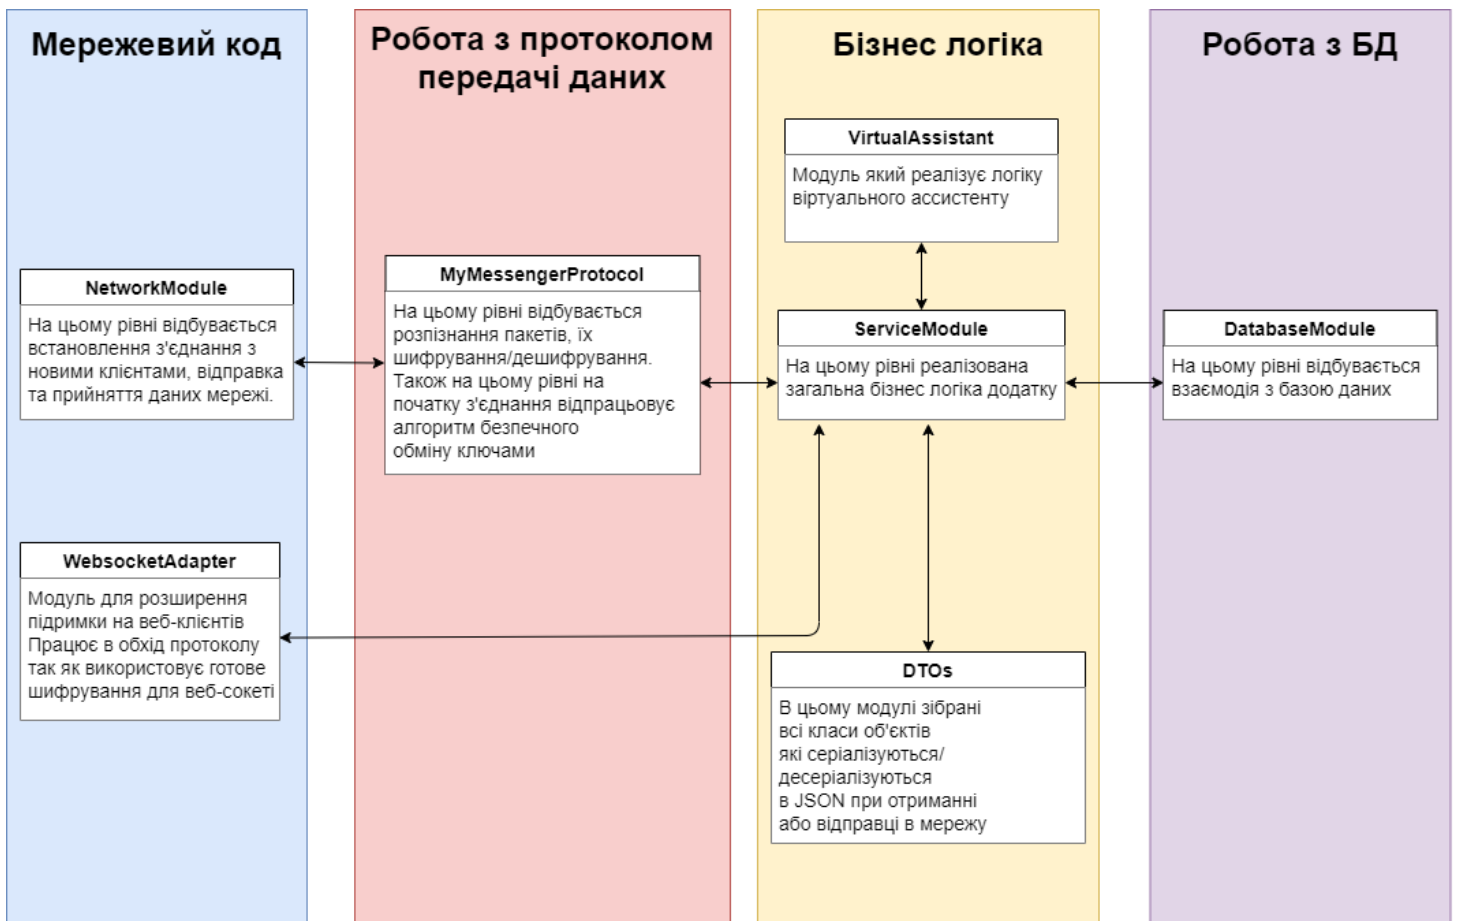 Мережевий код
Робота з протоколом
передачі даних
Бізнес логіка
Робота з БД
VirtualAssistant
Модуль який реалізує логіку
віртуального ассистенту
NetworkModule
На цьому рівні відбувається
встановлення з'єднання з
новими клієнтами, відправка
та прийняття даних мережі.
MyMessengerProtocol
На цьому рівні відбувається
розпізнання пакетів, їх
шифрування/дешифрування.
Також на цьому рівні на
початку з'єднання відпрацьовує
алгоритм безпечного
обміну ключами
ServiceModule
На цьому рівні реалізована
загальна бізнес логіка додатку
DatabaseModule
На цьому рівні відбувається
взаємодія з базою даних
WebsocketAdapter
Модуль для розширення
підримки на веб-клієнтів
Працює в обхід протоколу
так як використовує готове
шифрування для веб-сокеті
DTOs
В цьому модулі зібрані
всі класи об'єктів
які серіалізуються/
десеріалізуються
в JSON при отриманні
або відправці в мережу